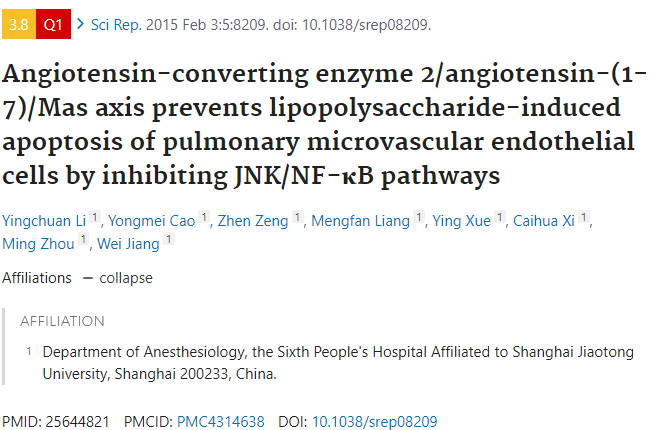 3.8 Q1 > Sci Rep. 2015 Feb 3:5:8209. doi: 10.1038/srep08209.
Angiotensin-converting enzyme 2/angiotensin-(1-
7)/Mas axis prevents lipopolysaccharide-induced
apoptosis of pulmonary microvascular endothelial
cells by inhibiting JNK/NF-κB pathways
Yingchuan Li 1, Yongmei Cao 1, Zhen Zeng 1, Mengfan Liang 1, Ying Xue 1, Caihua Xi 1,
Ming Zhou 1, Wei Jiang 1
Affiliations — collapse
AFFILIATION
1 Department of Anesthesiology, the Sixth People's Hospital Affiliated to Shanghai Jiaotong
University, Shanghai 200233, China.
PMID: 25644821 PMCID: PMC4314638 DOI: 10.1038/srep08209